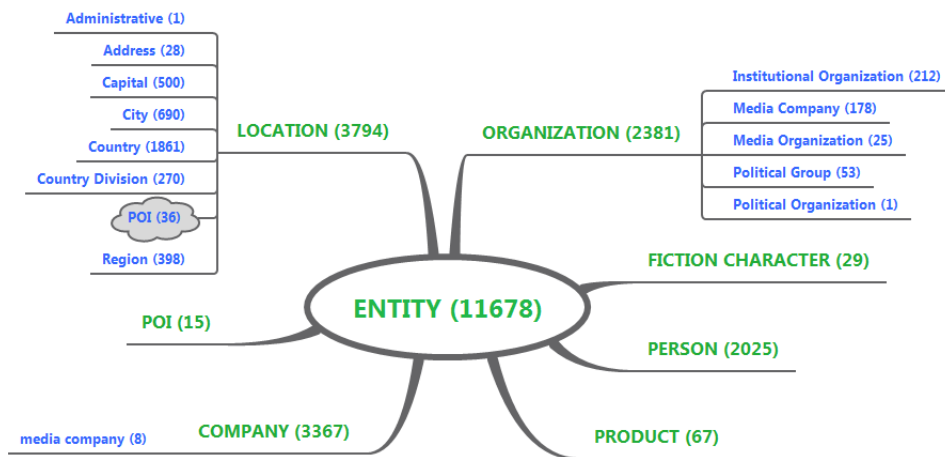 Administrative (1)
Address (28)
Capital (500)
City (690)
Country (1861)
Country Division (270)
POI (36)
Region (398)
LOCATION (3794)
ORGANIZATION (2381)
Institutional Organization (212)
Media Company (178)
Media Organization (25)
Political Group (53)
Political Organization (1)
FICTION CHARACTER (29)
ENTITY (11678)
POI (15)
PERSON (2025)
media company (8)
COMPANY (3367)
PRODUCT (67)